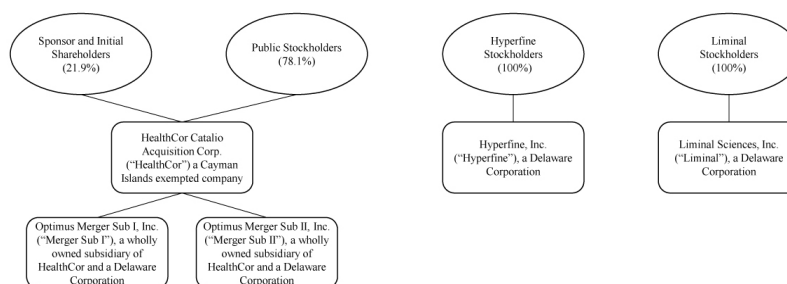 Sponsor and Initial
Shareholders
(21.9%)
Public Stockholders
(78.1%)
Hyperfine
Stockholders
(100%)
Liminal
Stockholders
(100%)
HealthCor Catalio
Acquisition Corp.
(“HealthCor”) a Cayman
Islands exempted company
Hyperfine, Inc.
(“Hyperfine”), a Delaware
Corporation
Liminal Sciences, Inc.
(“Liminal”), a Delaware
Corporation
Optimus Merger Sub I, Inc.
(“Merger Sub I”), a wholly
owned subsidiary of
HealthCor and a Delaware
Corporation
Optimus Merger Sub II, Inc.
(“Merger Sub II”), a wholly
owned subsidiary of
HealthCor and a Delaware
Corporation